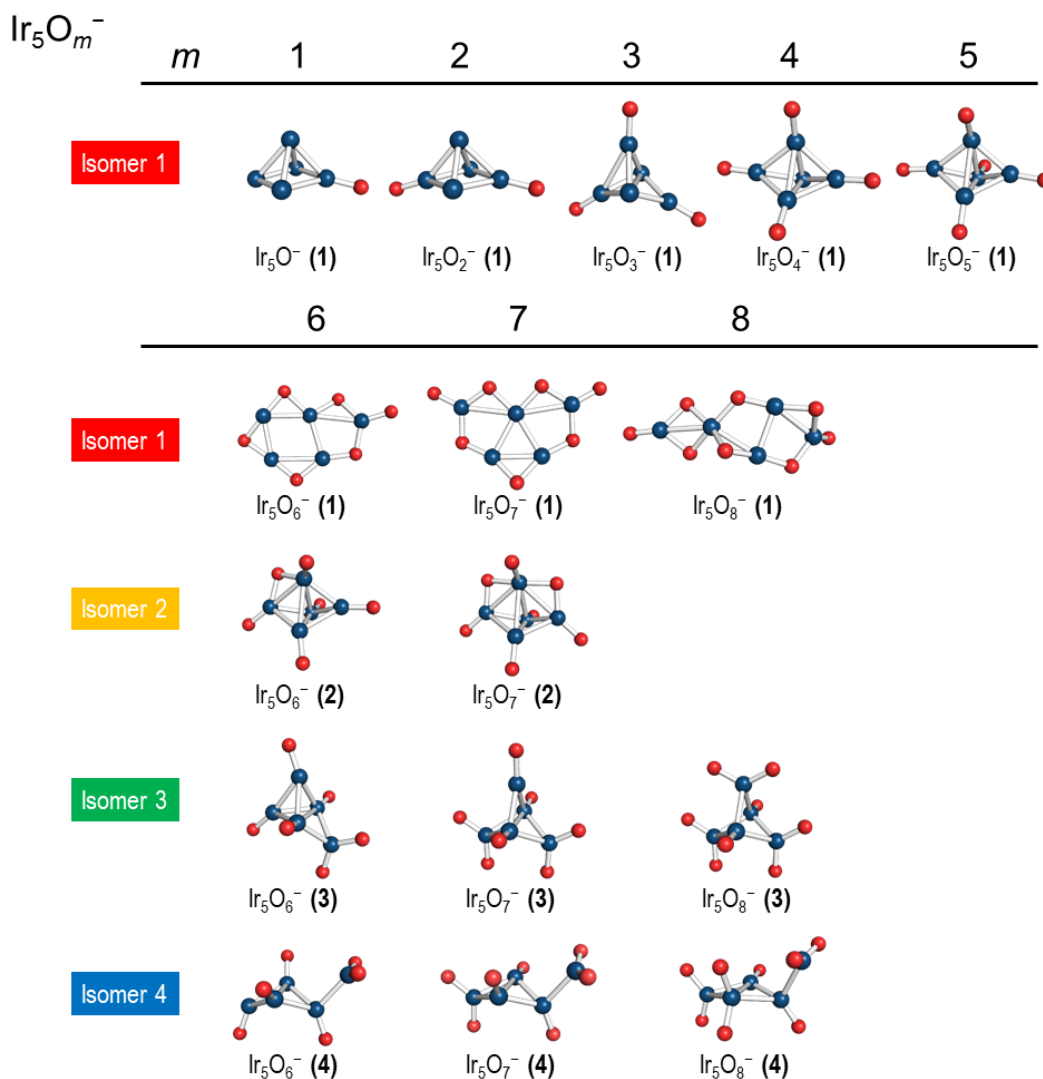 Ir₅Oₘ⁻
m 1 2 3 4 5
Isomer 1
Ir₅O⁻ (1) Ir₅O₂⁻ (1) Ir₅O₃⁻ (1) Ir₅O₄⁻ (1) Ir₅O₅⁻ (1)
6 7 8
Isomer 1
Ir₅O₆⁻ (1) Ir₅O₇⁻ (1) Ir₅O₈⁻ (1)
Isomer 2
Ir₅O₆⁻ (2) Ir₅O₇⁻ (2)
Isomer 3
Ir₅O₆⁻ (3) Ir₅O₇⁻ (3) Ir₅O₈⁻ (3)
Isomer 4
Ir₅O₆⁻ (4) Ir₅O₇⁻ (4) Ir₅O₈⁻ (4)